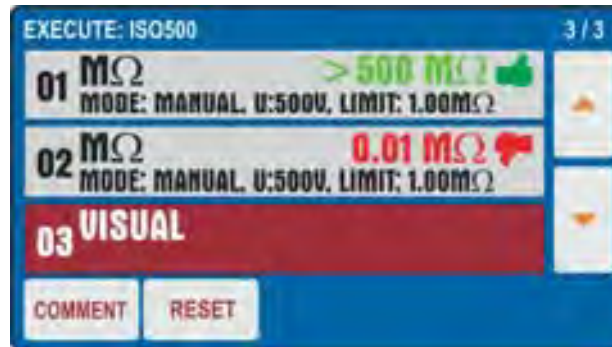 EXECUTE: ISO500 3/3
01 MΩ >500 MΩ
MODE: MANUAL, U:500V, LIMIT: 1.00MΩ
02 MΩ 0.01 MΩ
MODE: MANUAL, U:500V, LIMIT: 1.00MΩ
03 VISUAL
COMMENT RESET